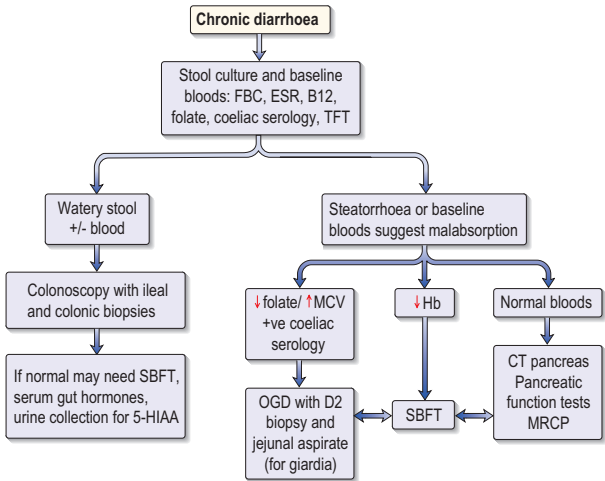 Chronic diarrhoea
Stool culture and baseline
bloods: FBC, ESR, B12,
folate, coeliac serology, TFT
Watery stool
+/- blood
Colonoscopy with ileal
and colonic biopsies
If normal may need SBFT,
serum gut hormones,
urine collection for 5-HIAA
Steatorrhoea or baseline
bloods suggest malabsorption
↓folate/ ↑MCV
+ve coeliac
serology
OGD with D2
biopsy and
jejunal aspirate
(for giardia)
↓Hb
SBFT
Normal bloods
CT pancreas
Pancreatic
function tests
MRCP